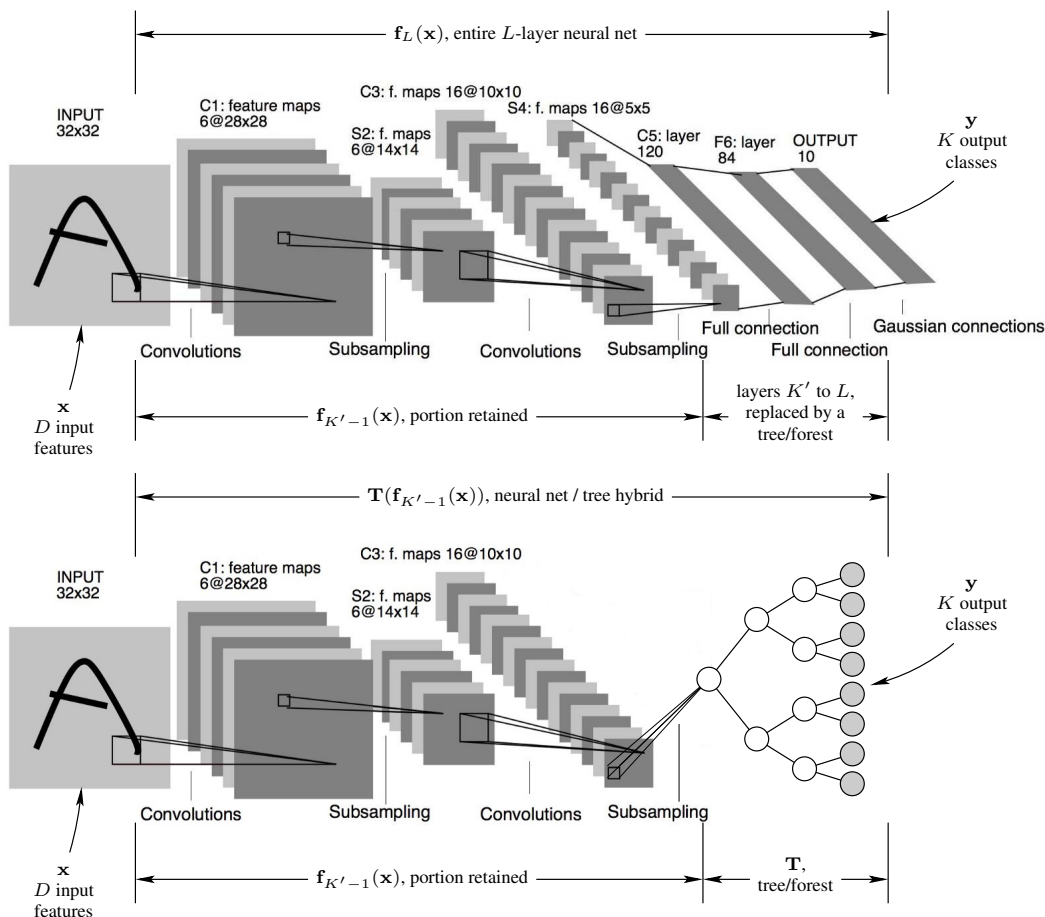 f_L(x), entire L-layer neural net
INPUT
32x32
C1: feature maps
6@28x28
S2: f. maps
6@14x14
C3: f. maps 16@10x10
S4: f. maps 16@5x5
C5: layer
120
F6: layer
84
OUTPUT
10
y
K output
classes
Convolutions
Subsampling
Convolutions
Subsampling
Full connection
Full connection
Gaussian connections
x
D input
features
f_{K′−1}(x), portion retained
layers K′ to L,
replaced by a
tree/forest
T(f_{K′−1}(x)), neural net / tree hybrid
INPUT
32x32
C1: feature maps
6@28x28
S2: f. maps
6@14x14
C3: f. maps 16@10x10
y
K output
classes
Convolutions
Subsampling
Convolutions
Subsampling
x
D input
features
f_{K′−1}(x), portion retained
T,
tree/forest